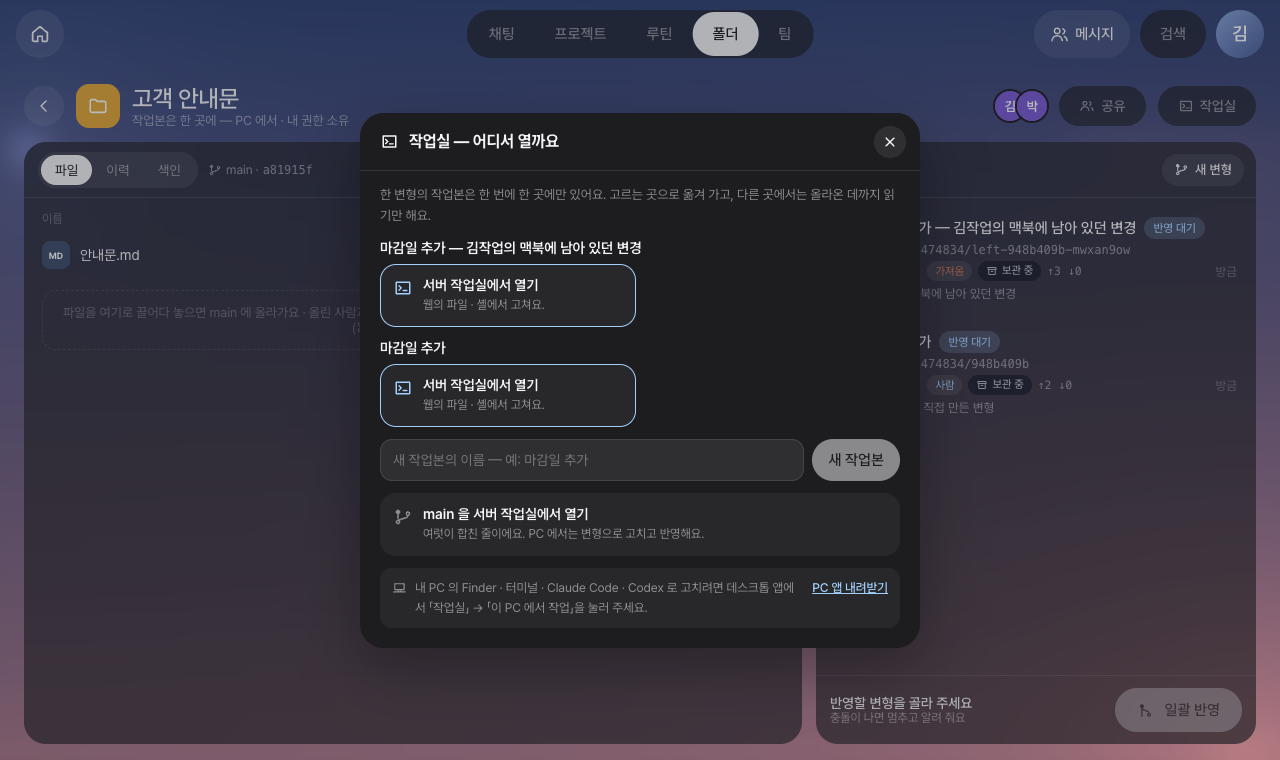 채팅
프로젝트
루틴
폴더
팀
메시지
검색
김
고객 안내문
작업본은 한 곳에 — PC 에서 · 내 권한 소유
김
박
공유
작업실
파일
이력
색인
main · a81915f
새 변형
이름
MD
안내문.md
파일을 여기로 끌어다 놓으면 main 에 올라가요 · 올린 사람
작업실 — 어디서 열까요
한 변형의 작업본은 한 번에 한 곳에만 있어요. 고르는 곳으로 옮겨 가고, 다른 곳에서는 올라온 데까지 읽
기만 해요.
마감일 추가 — 김작업의 맥북에 남아 있던 변경
서버 작업실에서 열기
웹의 파일 · 셸에서 고쳐요.
마감일 추가
서버 작업실에서 열기
웹의 파일 · 셸에서 고쳐요.
새 작업본의 이름 — 예: 마감일 추가
새 작업본
main 을 서버 작업실에서 열기
여럿이 합친 줄이에요. PC 에서는 변형으로 고치고 반영해요.
내 PC 의 Finder · 터미널 · Claude Code · Codex 로 고치려면 데스크톱 앱에
서 「작업실」 → 「이 PC 에서 작업」을 눌러 주세요.
PC 앱 내려받기
가 — 김작업의 맥북에 남아 있던 변경
반영 대기
474834/left-948b409b-mwxan9ow
가져옴
보관 중
↑3 ↓0
방금
북에 남아 있던 변경
가
반영 대기
474834/948b409b
사람
보관 중
↑2 ↓0
방금
직접 만든 변형
반영할 변형을 골라 주세요
충돌이 나면 멈추고 알려 줘요
일괄 반영